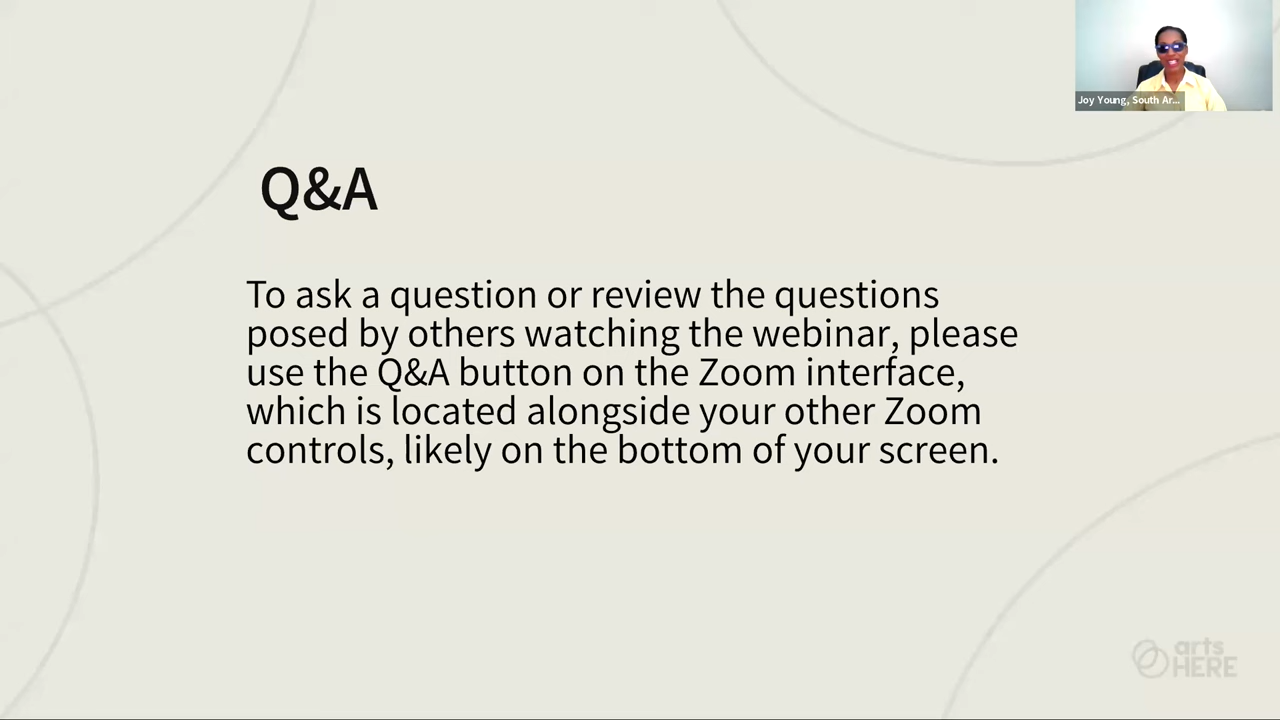 Joy Young, South Ar...
Q&A
To ask a question or review the questions
posed by others watching the webinar, please
use the Q&A button on the Zoom interface,
which is located alongside your other Zoom
controls, likely on the bottom of your screen.
arts
HERE